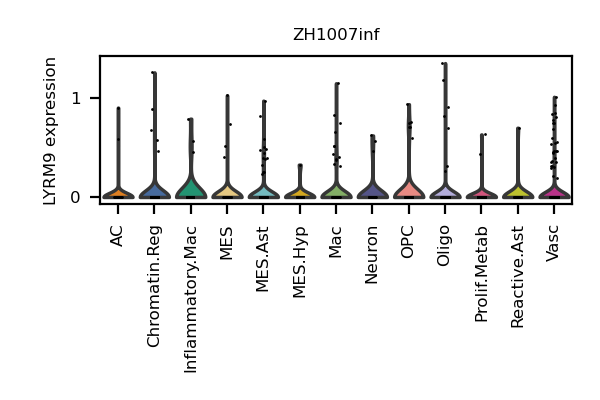 ZH1007inf
LYRM9 expression
1
0
AC
Chromatin.Reg
Inflammatory.Mac
MES
MES.Ast
MES.Hyp
Mac
Neuron
OPC
Oligo
Prolif.Metab
Reactive.Ast
Vasc